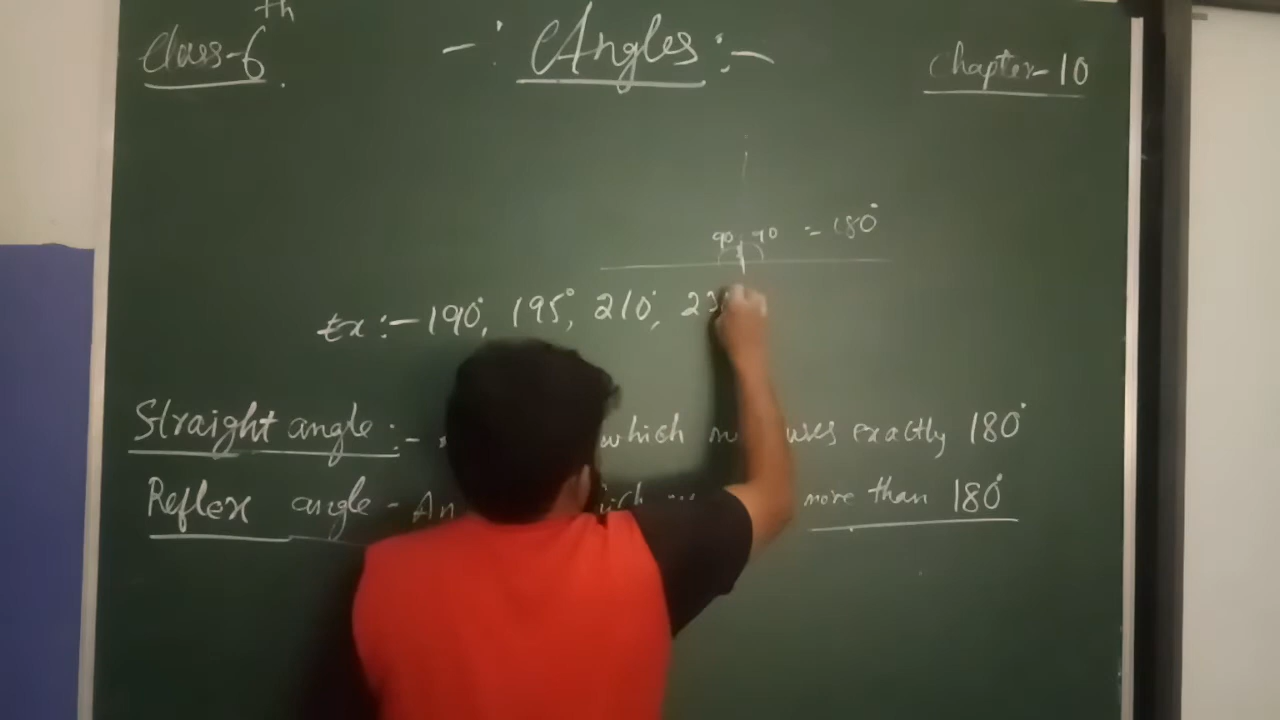 Class-6th.
-: Angles :-
Chapter-10
90 90 = 180°
Ex:- 190°, 195°, 210°,
Straight angle :- which exactly 180°
Reflex angle - An more than 180°